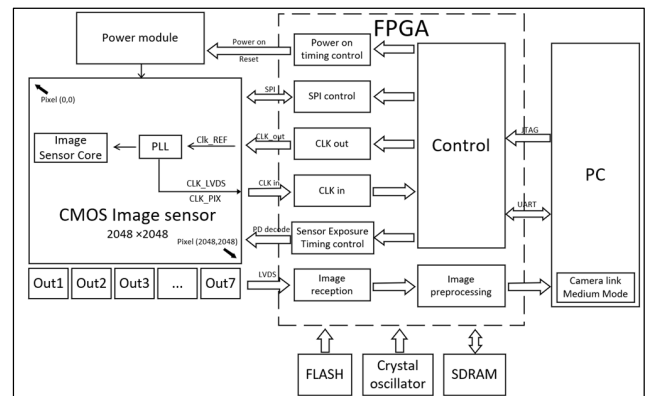 FPGA
Power module
Power on
Reset
Power on
timing control
Pixel (0,0)
SPI
SPI control
Image
Sensor Core
PLL
Clk_REF
CLK_out
CLK out
Control
JTAG
PC
CLK_LVDS
CLK_PIX
CLK in
CLK in
UART
CMOS Image sensor
2048 ×2048
Pixel (2048,2048)
PD decode
Sensor Exposure
Timing control
Out1
Out2
Out3
...
Out7
LVDS
Image
reception
Image
preprocessing
Camera link
Medium Mode
FLASH
Crystal
oscillator
SDRAM